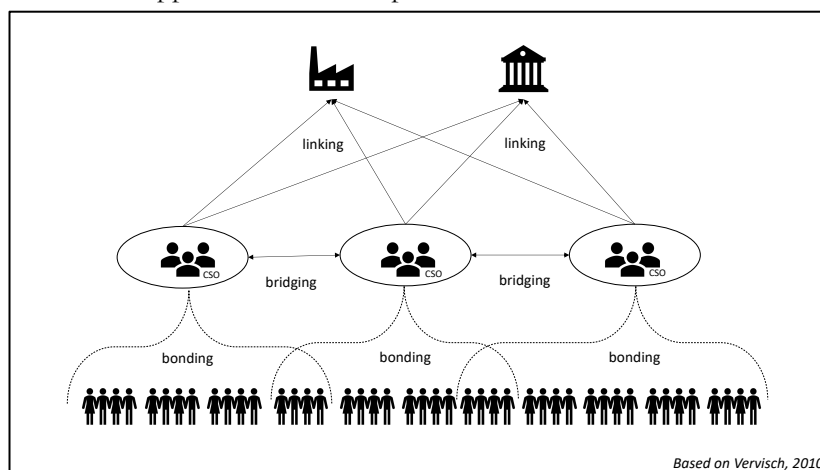 linking
linking
CSO
CSO
CSO
bridging
bridging
bonding
bonding
bonding
Based on Vervisch, 2010